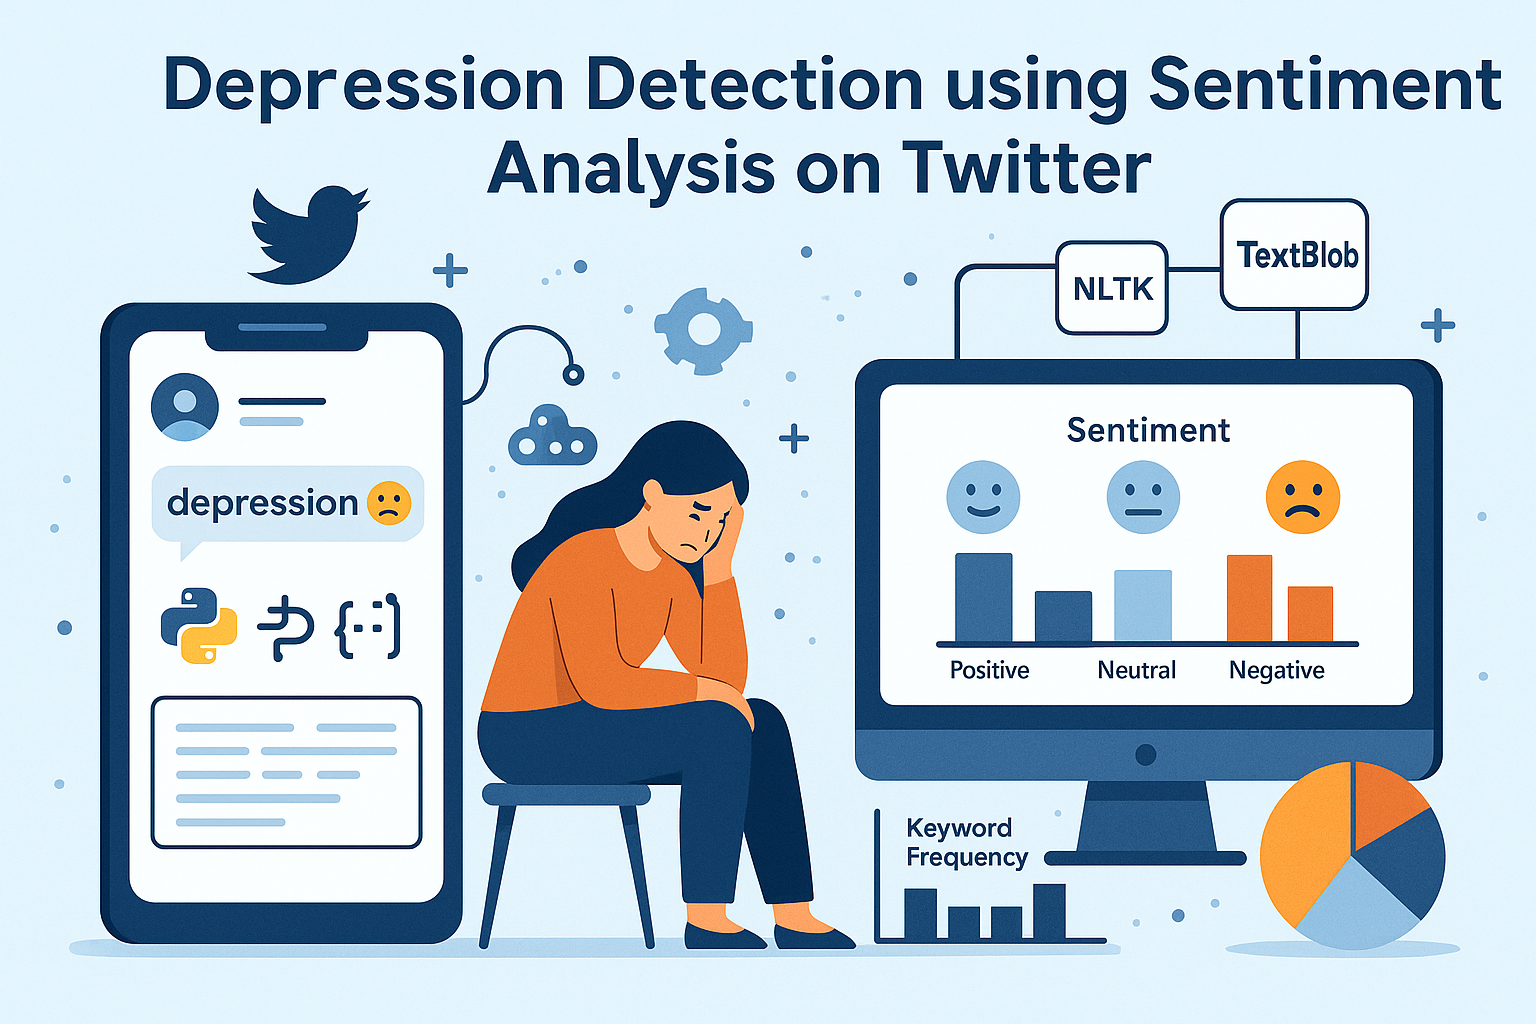 Depression Detection using Sentiment
Analysis on Twitter
NLTK
TextBlob
depression
Sentiment
Positive
Neutral
Negative
Keyword
Frequency